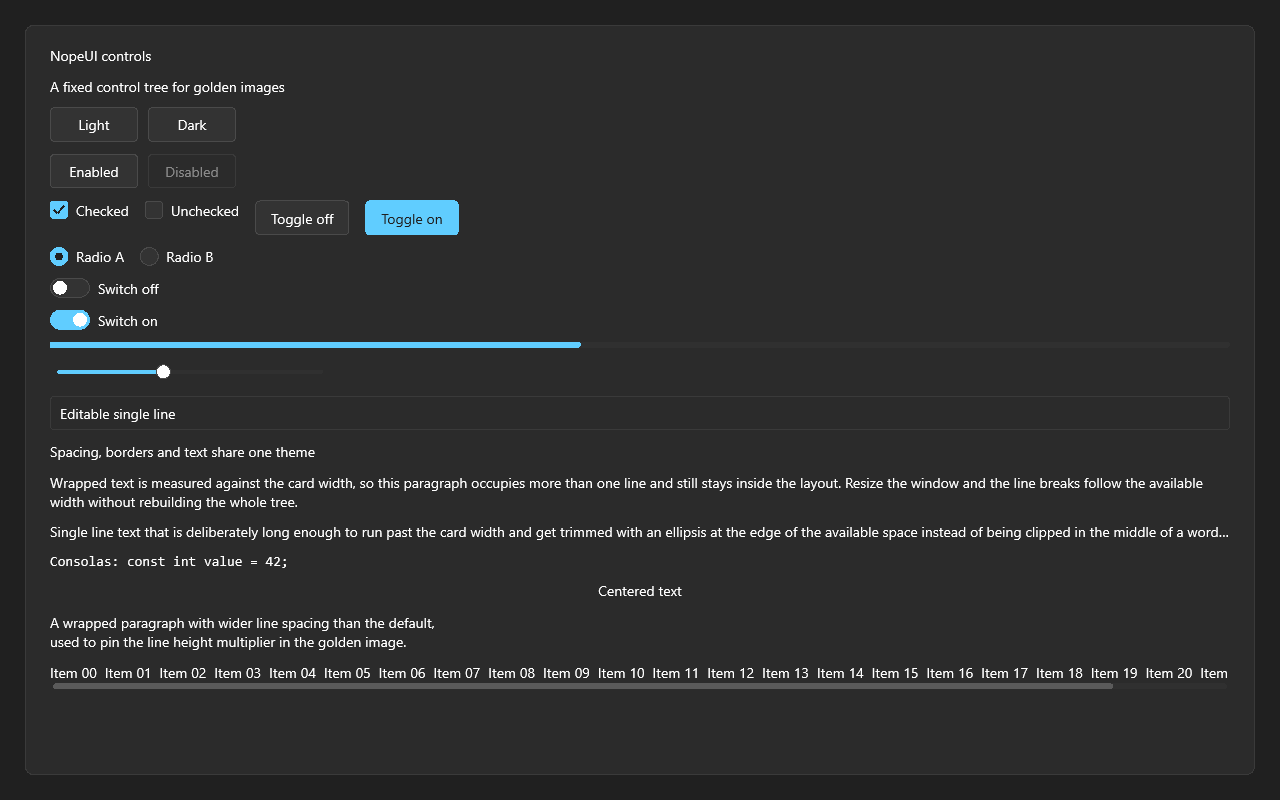 NopeUI controls
A fixed control tree for golden images
Light Dark
Enabled Disabled
Checked Unchecked Toggle off Toggle on
Radio A Radio B
Switch off
Switch on
Editable single line
Spacing, borders and text share one theme
Wrapped text is measured against the card width, so this paragraph occupies more than one line and still stays inside the layout. Resize the window and the line breaks follow the available
width without rebuilding the whole tree.
Single line text that is deliberately long enough to run past the card width and get trimmed with an ellipsis at the edge of the available space instead of being clipped in the middle of a word...
Consolas: const int value = 42;
Centered text
A wrapped paragraph with wider line spacing than the default,
used to pin the line height multiplier in the golden image.
Item 00 Item 01 Item 02 Item 03 Item 04 Item 05 Item 06 Item 07 Item 08 Item 09 Item 10 Item 11 Item 12 Item 13 Item 14 Item 15 Item 16 Item 17 Item 18 Item 19 Item 20 Item